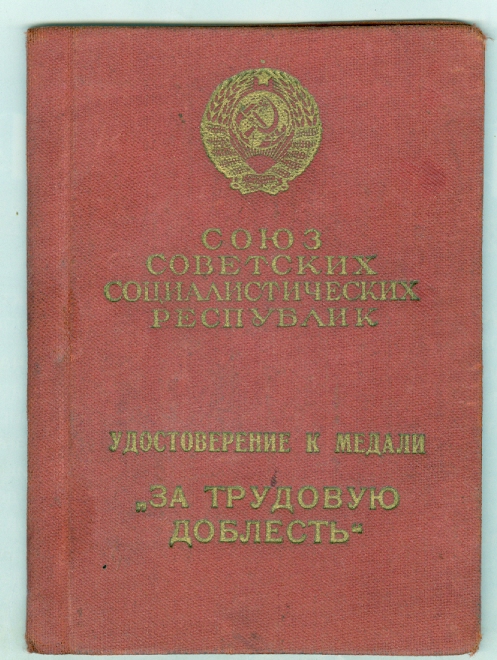 СОЮЗ
СОВЕТСКИХ
СОЦИАЛИСТИЧЕСКИХ
РЕСПУБЛИК
УДОСТОВЕРЕНИЕ К МЕДАЛИ
„ЗА ТРУДОВУЮ
ДОБЛЕСТЬ“